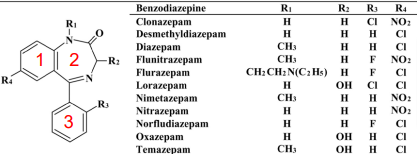 R₁
N
O
1
2
R₂
R₄
N
R₃
3
Benzodiazepine R₁ R₂ R₃ R₄
Clonazepam H H Cl NO₂
Desmethyldiazepam H H H Cl
Diazepam CH₃ H H Cl
Flunitrazepam CH₃ H F NO₂
Flurazepam CH₂CH₂N(C₂H₅) H F Cl
Lorazepam H OH Cl Cl
Nimetazepam CH₃ H H NO₂
Nitrazepam H H H NO₂
Norfludiazepam H H F Cl
Oxazepam H OH H Cl
Temazepam CH₃ OH H Cl